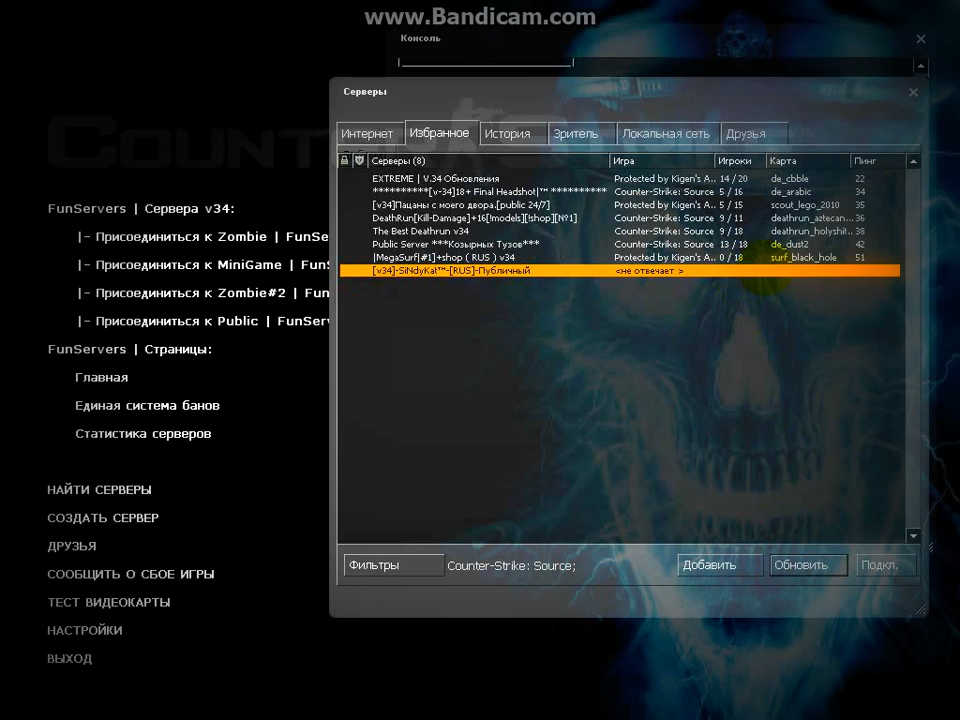 www.Bandicam.com
Консоль
Серверы
Интернет Избранное История Зритель Локальная сеть Друзья
Серверы (8) Игра Игроки Карта Пинг
EXTREME | V.34 Обновления Protected by Kigen's A.. 14 / 20 de_cbble 22
**********[v-34]18+ Final Headshot|™ ********** Counter-Strike: Source 5 / 16 de_arabic 34
[v34]Пацаны с моего двора.[public 24/7] Protected by Kigen's A.. 5 / 15 scout_lego_2010 35
DeathRun[Kill-Damage]+16[!models][!shop][№1] Counter-Strike: Source 9 / 11 deathrun_aztecan... 36
The Best Deathrun v34 Counter-Strike: Source 9 / 18 deathrun_holyshit.. 38
Public Server ***Козырных Тузов*** Counter-Strike: Source 13 / 18 de_dust2 42
|MegaSurf|#1]+shop ( RUS ) v34 Protected by Kigen's A.. 0 / 18 surf_black_hole 51
[v34]-SiNdyKat™-[RUS]-Публичный <не отвечает >
FunServers | Сервера v34:
|- Присоединиться к Zombie | FunSe
|- Присоединиться к MiniGame | Fun
|- Присоединиться к Zombie#2 | Fun
|- Присоединиться к Public | FunSer
FunServers | Страницы:
Главная
Единая система банов
Статистика серверов
НАЙТИ СЕРВЕРЫ
СОЗДАТЬ СЕРВЕР
ДРУЗЬЯ
СООБЩИТЬ О СБОЕ ИГРЫ
ТЕСТ ВИДЕОКАРТЫ
НАСТРОЙКИ
ВЫХОД
Фильтры Counter-Strike: Source; Добавить Обновить Подкл.